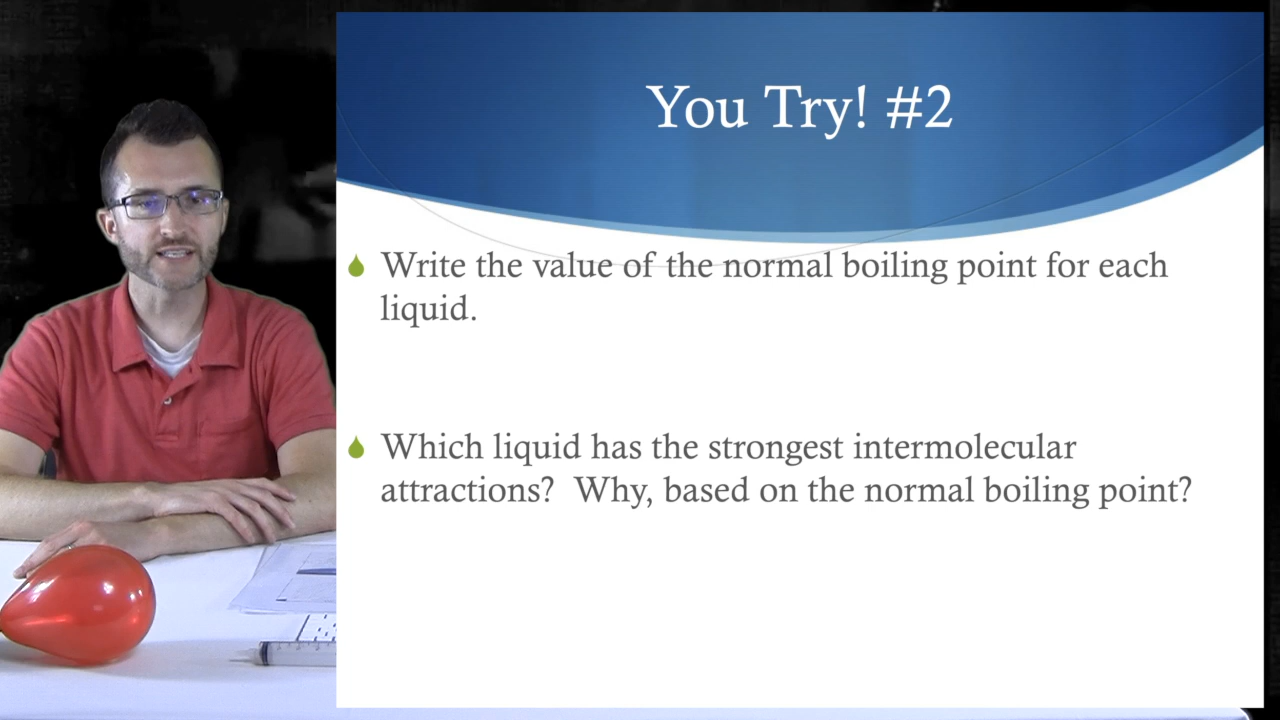 You Try! #2
Write the value of the normal boiling point for each
liquid.
Which liquid has the strongest intermolecular
attractions? Why, based on the normal boiling point?